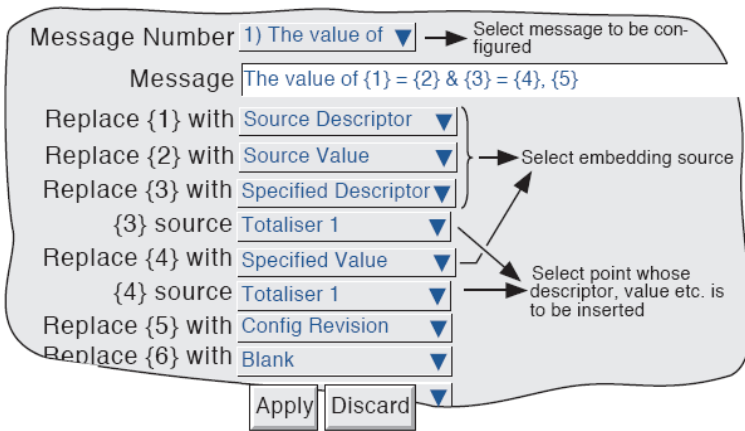 Message Number 1) The value of
Select message to be con-
figured
Message The value of {1} = {2} & {3} = {4}, {5}
Replace {1} with Source Descriptor
Replace {2} with Source Value
Select embedding source
Replace {3} with Specified Descriptor
{3} source Totaliser 1
Replace {4} with Specified Value
Select point whose
descriptor, value etc. is
to be inserted
{4} source Totaliser 1
Replace {5} with Config Revision
Replace {6} with Blank
Apply Discard